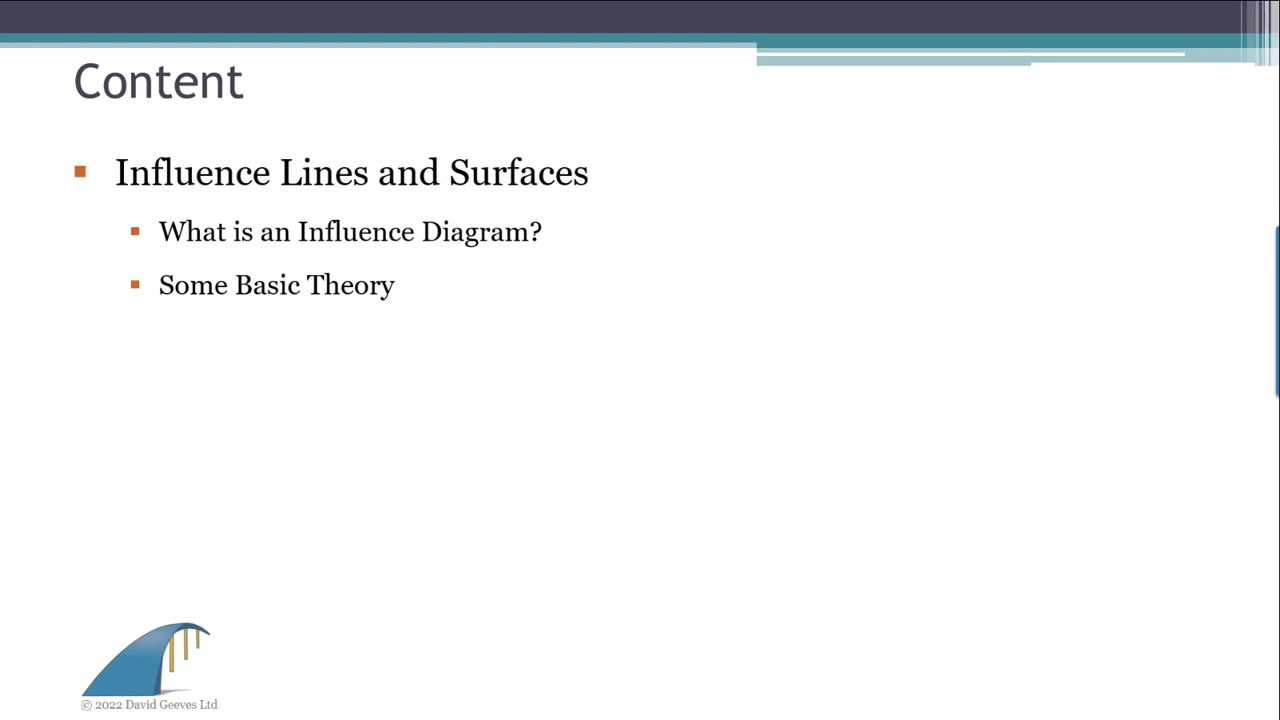 Content
Influence Lines and Surfaces
What is an Influence Diagram?
Some Basic Theory
© 2022 David Geeves Ltd